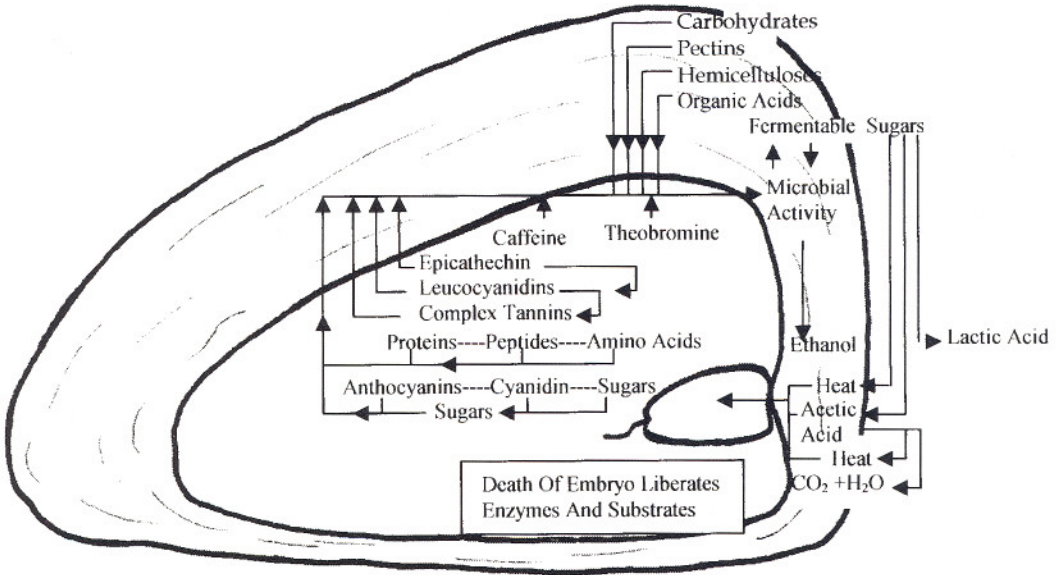 Carbohydrates
Pectins
Hemicelluloses
Organic Acids
Fermentable Sugars
Microbial
Activity
Caffeine
Theobromine
Epicathechin
Leucocyanidins
Complex Tannins
Proteins----Peptides---Amino Acids
Anthocyanins----Cyanidin---Sugars
Sugars
Ethanol
Lactic Acid
Heat
Acetic
Acid
Heat
CO₂ +H₂O
Death Of Embryo Liberates
Enzymes And Substrates